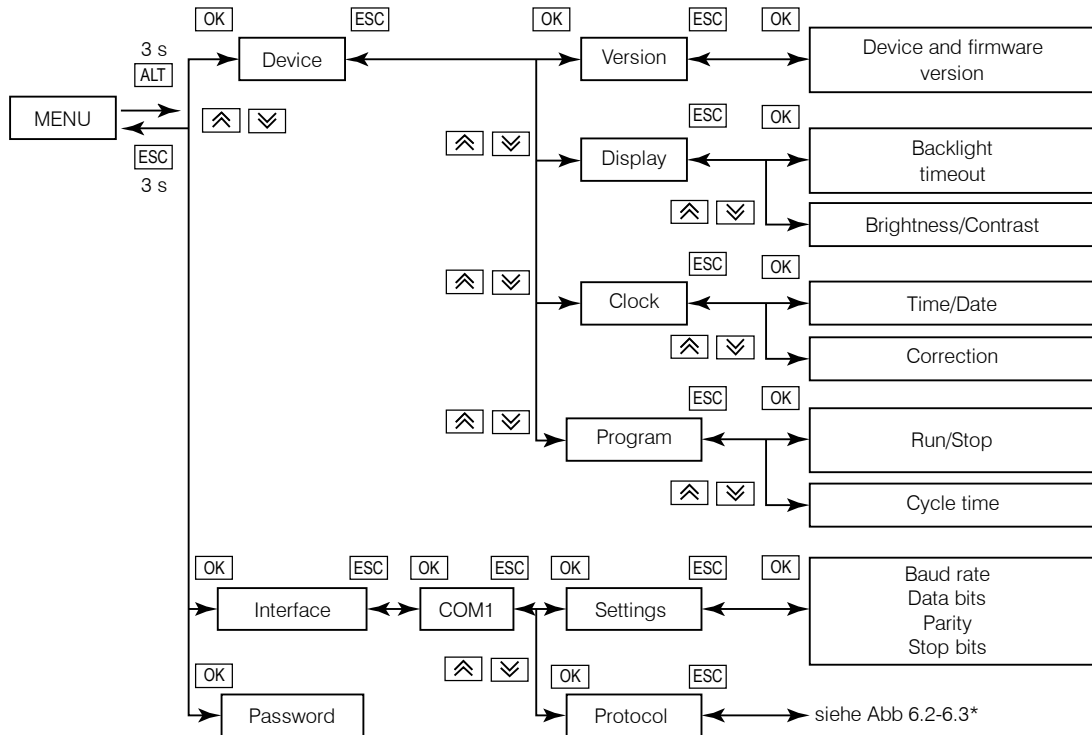 OK ESC OK ESC OK
3 s
ALT
Device
Version
Device and firmware
version
MENU
ESC
3 s
ESC OK
Display
Backlight
timeout
Brightness/Contrast
ESC OK
Clock
Time/Date
Correction
ESC OK
Program
Run/Stop
Cycle time
OK ESC OK ESC OK ESC OK
Interface
COM1
Settings
Baud rate
Data bits
Parity
Stop bits
OK OK ESC
Password
Protocol
siehe Abb 6.2-6.3*